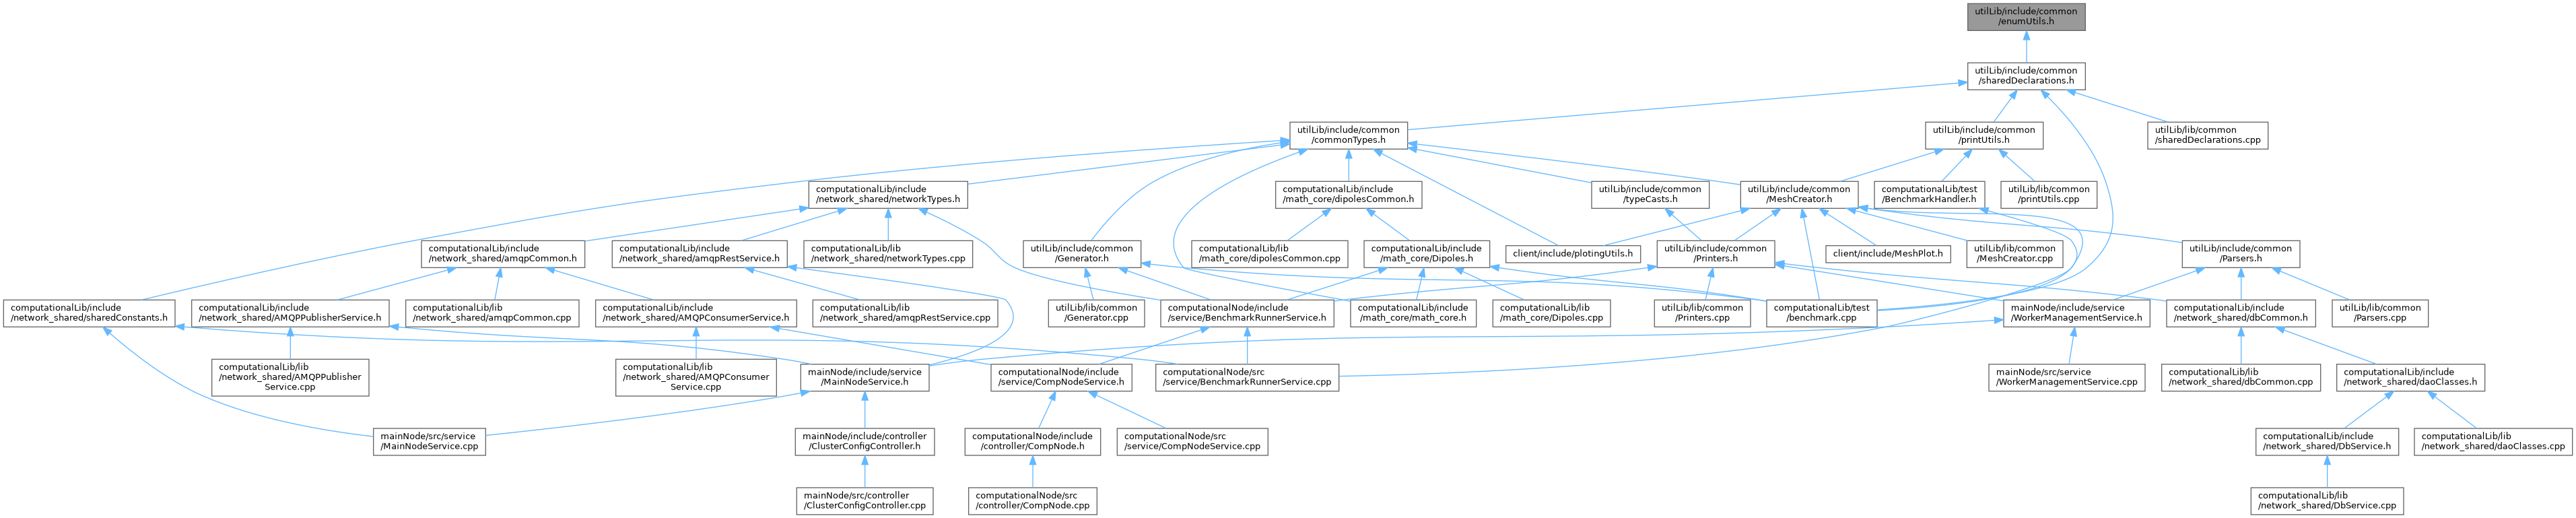 utilLib/include/common
/enumUtils.h
utilLib/include/common
/sharedDeclarations.h
utilLib/include/common
/commonTypes.h
utilLib/include/common
/printUtils.h
utilLib/lib/common
/sharedDeclarations.cpp
computationalLib/include
/network_shared/networkTypes.h
computationalLib/include
/math_core/dipolesCommon.h
utilLib/include/common
/typeCasts.h
utilLib/include/common
/MeshCreator.h
computationalLib/test
/BenchmarkHandler.h
utilLib/lib/common
/printUtils.cpp
computationalLib/include
/network_shared/amqpCommon.h
computationalLib/include
/network_shared/amqpRestService.h
computationalLib/lib
/network_shared/networkTypes.cpp
utilLib/include/common
/Generator.h
computationalLib/lib
/math_core/dipolesCommon.cpp
computationalLib/include
/math_core/Dipoles.h
client/include/plotingUtils.h
utilLib/include/common
/Printers.h
client/include/MeshPlot.h
utilLib/lib/common
/MeshCreator.cpp
utilLib/include/common
/Parsers.h
computationalLib/include
/network_shared/sharedConstants.h
computationalLib/include
/network_shared/AMQPPublisherService.h
computationalLib/lib
/network_shared/amqpCommon.cpp
computationalLib/include
/network_shared/AMQPConsumerService.h
computationalLib/lib
/network_shared/amqpRestService.cpp
utilLib/lib/common
/Generator.cpp
computationalNode/include
/service/BenchmarkRunnerService.h
computationalLib/include
/math_core/math_core.h
computationalLib/lib
/math_core/Dipoles.cpp
utilLib/lib/common
/Printers.cpp
computationalLib/test
/benchmark.cpp
mainNode/include/service
/WorkerManagementService.h
computationalLib/include
/network_shared/dbCommon.h
utilLib/lib/common
/Parsers.cpp
computationalLib/lib
/network_shared/AMQPPublisher
Service.cpp
computationalLib/lib
/network_shared/AMQPConsumer
Service.cpp
mainNode/include/service
/MainNodeService.h
computationalNode/include
/service/CompNodeService.h
computationalNode/src
/service/BenchmarkRunnerService.cpp
mainNode/src/service
/WorkerManagementService.cpp
computationalLib/lib
/network_shared/dbCommon.cpp
computationalLib/include
/network_shared/daoClasses.h
mainNode/src/service
/MainNodeService.cpp
mainNode/include/controller
/ClusterConfigController.h
computationalNode/include
/controller/CompNode.h
computationalNode/src
/service/CompNodeService.cpp
computationalLib/include
/network_shared/DbService.h
computationalLib/lib
/network_shared/daoClasses.cpp
mainNode/src/controller
/ClusterConfigController.cpp
computationalNode/src
/controller/CompNode.cpp
computationalLib/lib
/network_shared/DbService.cpp